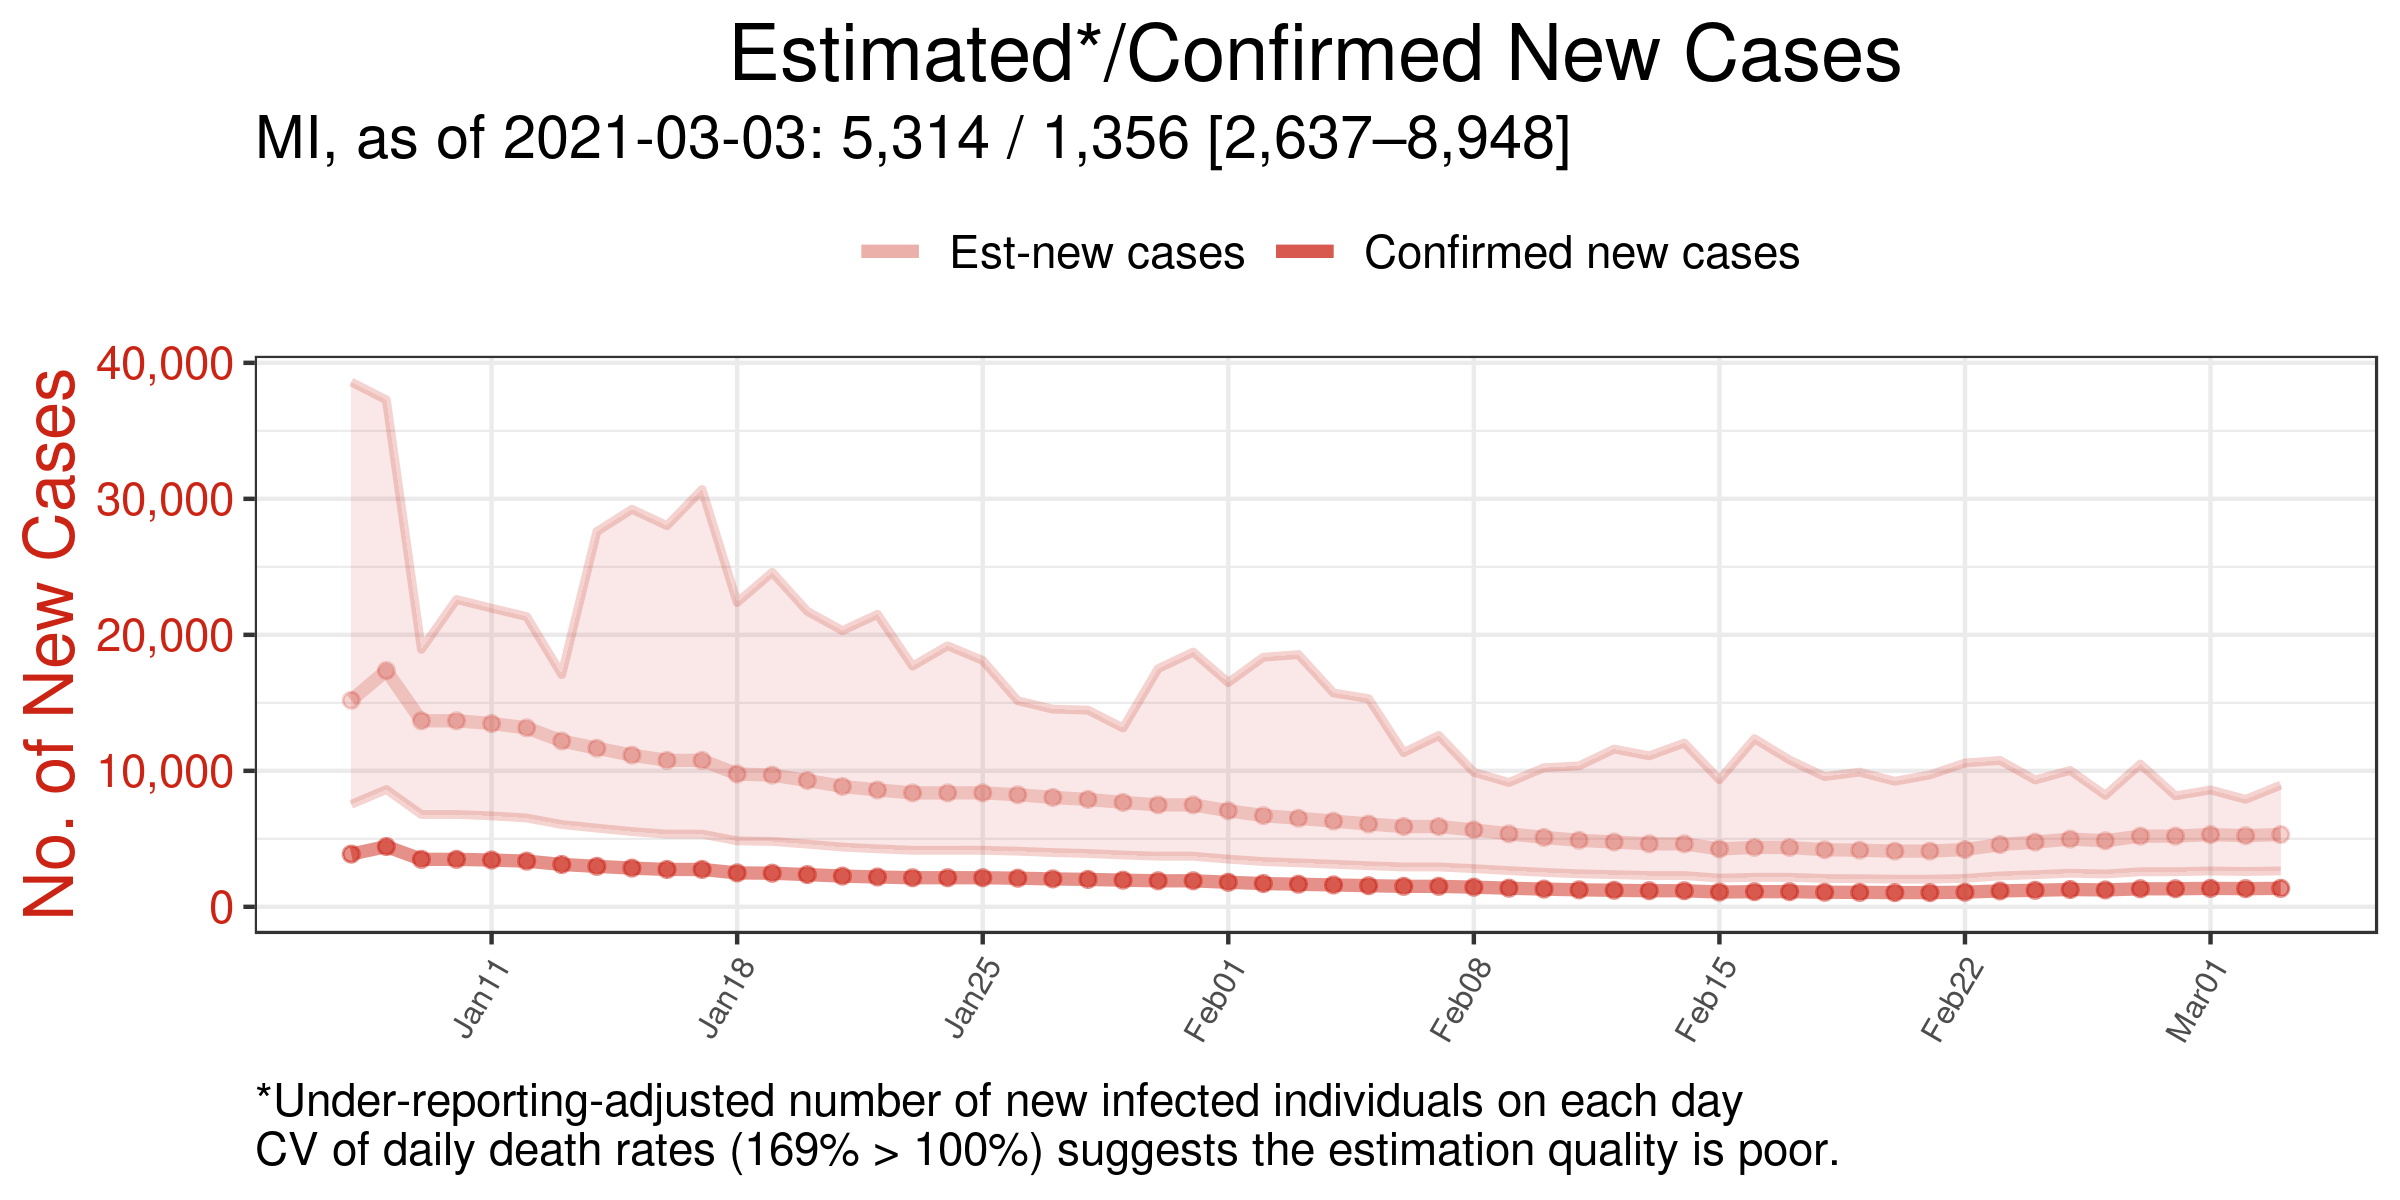 Estimated*/Confirmed New Cases
MI, as of 2021-03-03: 5,314 / 1,356 [2,637–8,948]
Est-new cases
Confirmed new cases
No. of New Cases
40,000
30,000
20,000
10,000
0
Jan11
Jan18
Jan25
Feb01
Feb08
Feb15
Feb22
Mar01
*Under-reporting-adjusted number of new infected individuals on each day
CV of daily death rates (169% > 100%) suggests the estimation quality is poor.